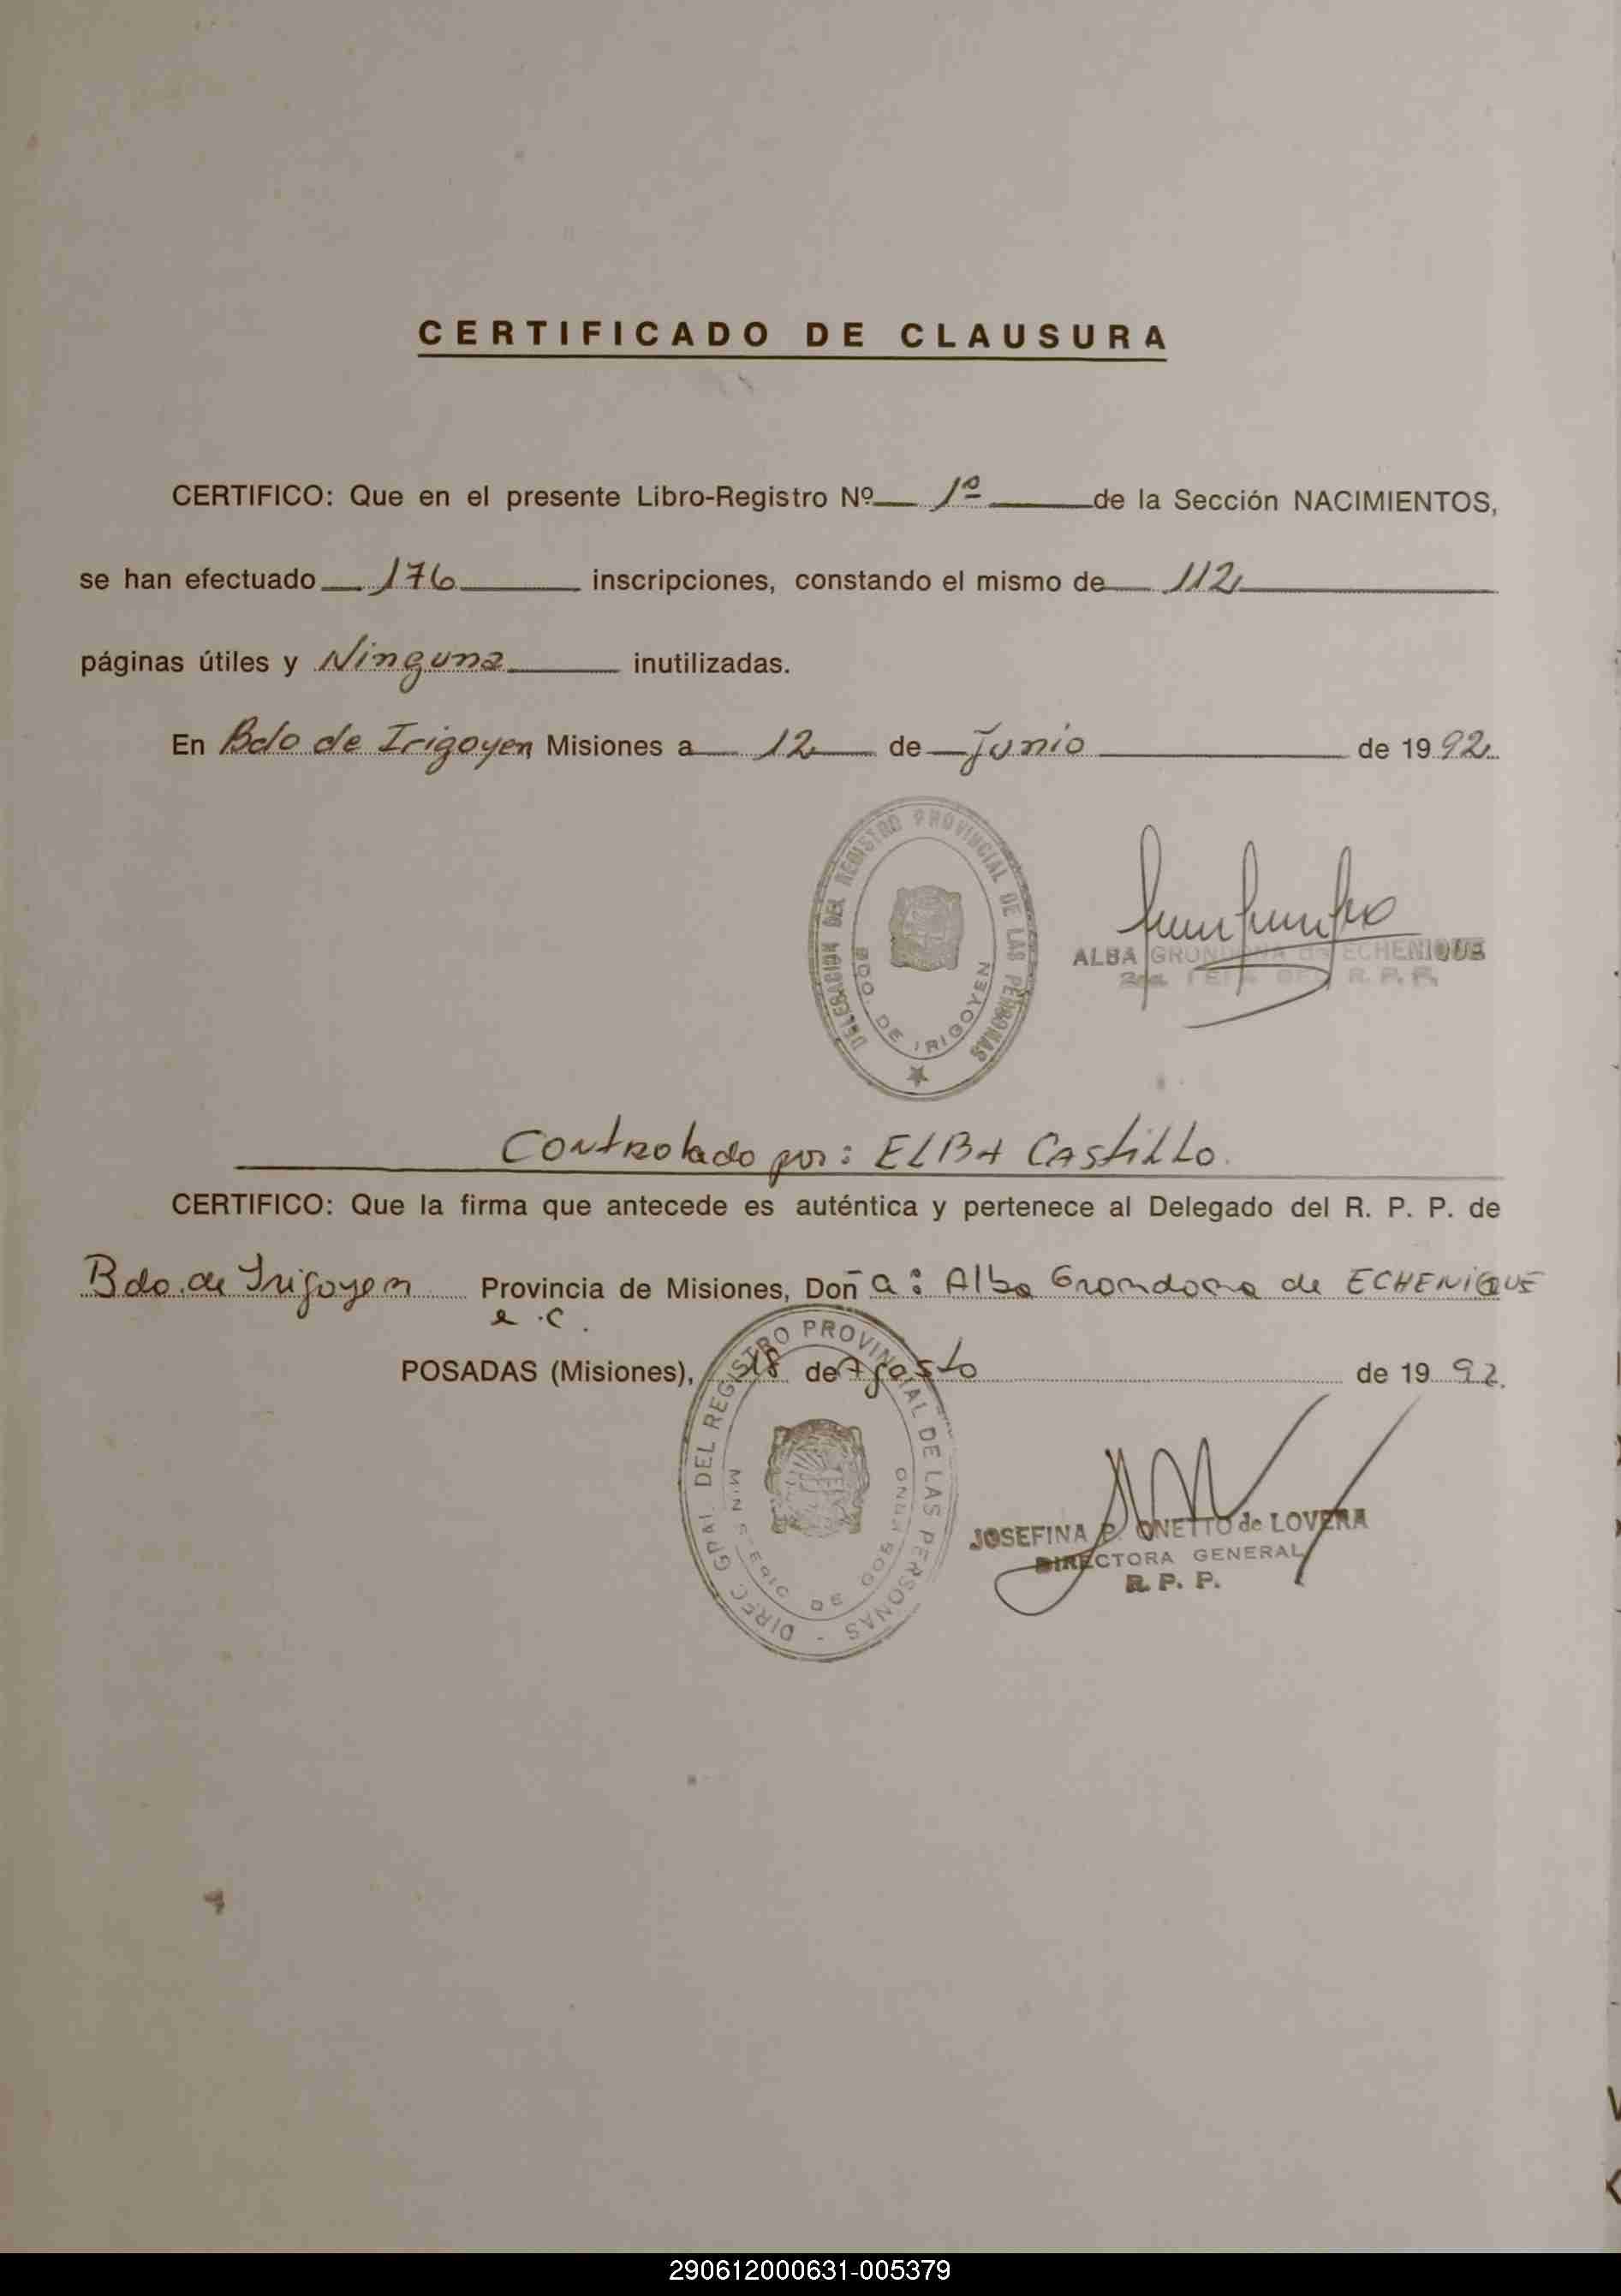 CERTIFICADO DE CLAUSURA
CERTIFICO: Que en el presente Libro-Registro Nº 1º de la Sección NACIMIENTOS,
se han efectuado 176 inscripciones, constando el mismo de 112
páginas útiles y Ninguna inutilizadas.
En Bdo de Irigoyen, Misiones a 12 de Junio de 1992
DELEGACION DEL REGISTRO PROVINCIAL DE LAS PERSONAS
BDO. DE IRIGOYEN
ALBA GRONDONA de ECHENIQUE
R. P. P.
Controlado por: ELBA CAStiLLo.
CERTIFICO: Que la firma que antecede es auténtica y pertenece al Delegado del R. P. P. de
Bdo. de Irigoyen Provincia de Misiones, Doña: Alba Grondona de ECHENIQUE
e.c.
POSADAS (Misiones), 18 de Agosto de 1992.
DIREC. GRAL. DEL REGISTRO PROVINCIAL DE LAS PERSONAS -
MINISTERIO DE GOBIERNO
JOSEFINA P. ONETTO de LOVERA
DIRECTORA GENERAL
R. P. P.
290612000631-005379